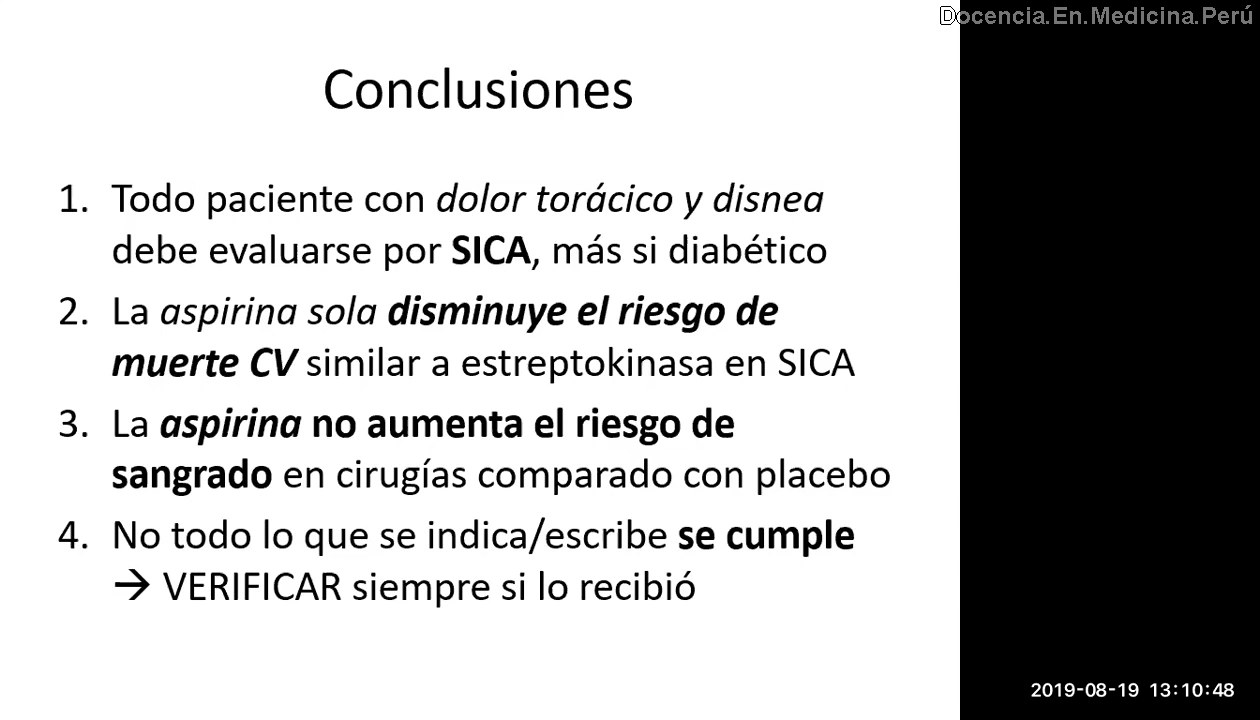 Docencia.En.Medicina.Perú
Conclusiones
1. Todo paciente con dolor torácico y disnea
debe evaluarse por SICA, más si diabético
2. La aspirina sola disminuye el riesgo de
muerte CV similar a estreptokinasa en SICA
3. La aspirina no aumenta el riesgo de
sangrado en cirugías comparado con placebo
4. No todo lo que se indica/escribe se cumple
→ VERIFICAR siempre si lo recibió
2019-08-19 13:10:48